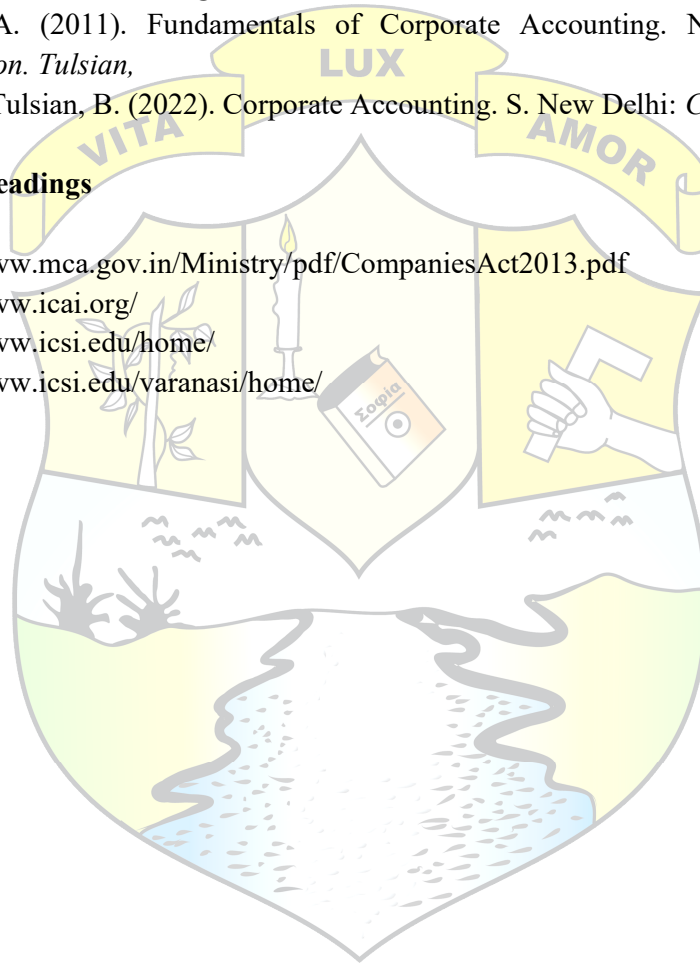 A. (2011). Fundamentals of Corporate Accounting. N
on. Tulsian,
LUX
Tulsian, B. (2022). Corporate Accounting. S. New Delhi: C
VITA
AMOR
eadings
ww.mca.gov.in/Ministry/pdf/CompaniesAct2013.pdf
ww.icai.org/
ww.icsi.edu/home/
ww.icsi.edu/varanasi/home/
Σοφία